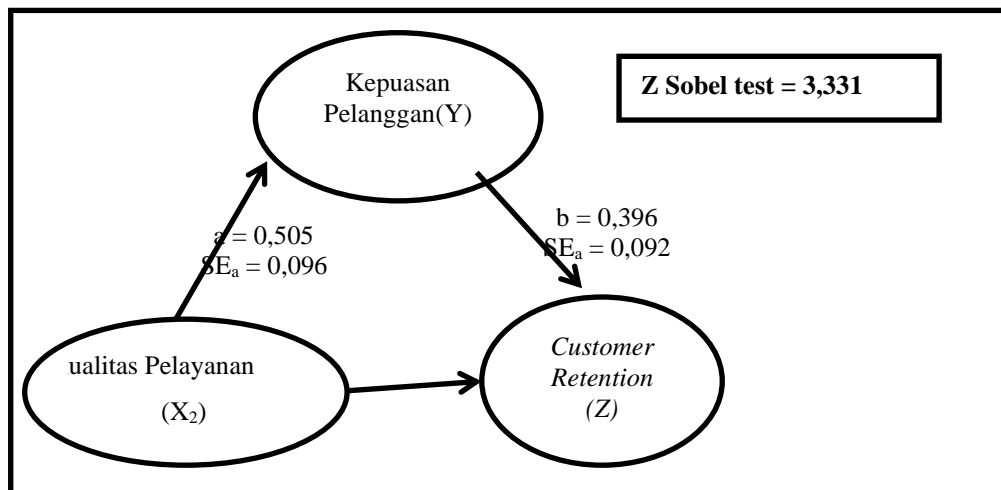 Kepuasan
Pelanggan(Y)
Z Sobel test = 3,331
a = 0,505
SEa = 0,096
b = 0,396
SEa = 0,092
ualitas Pelayanan
(X2)
Customer
Retention
(Z)